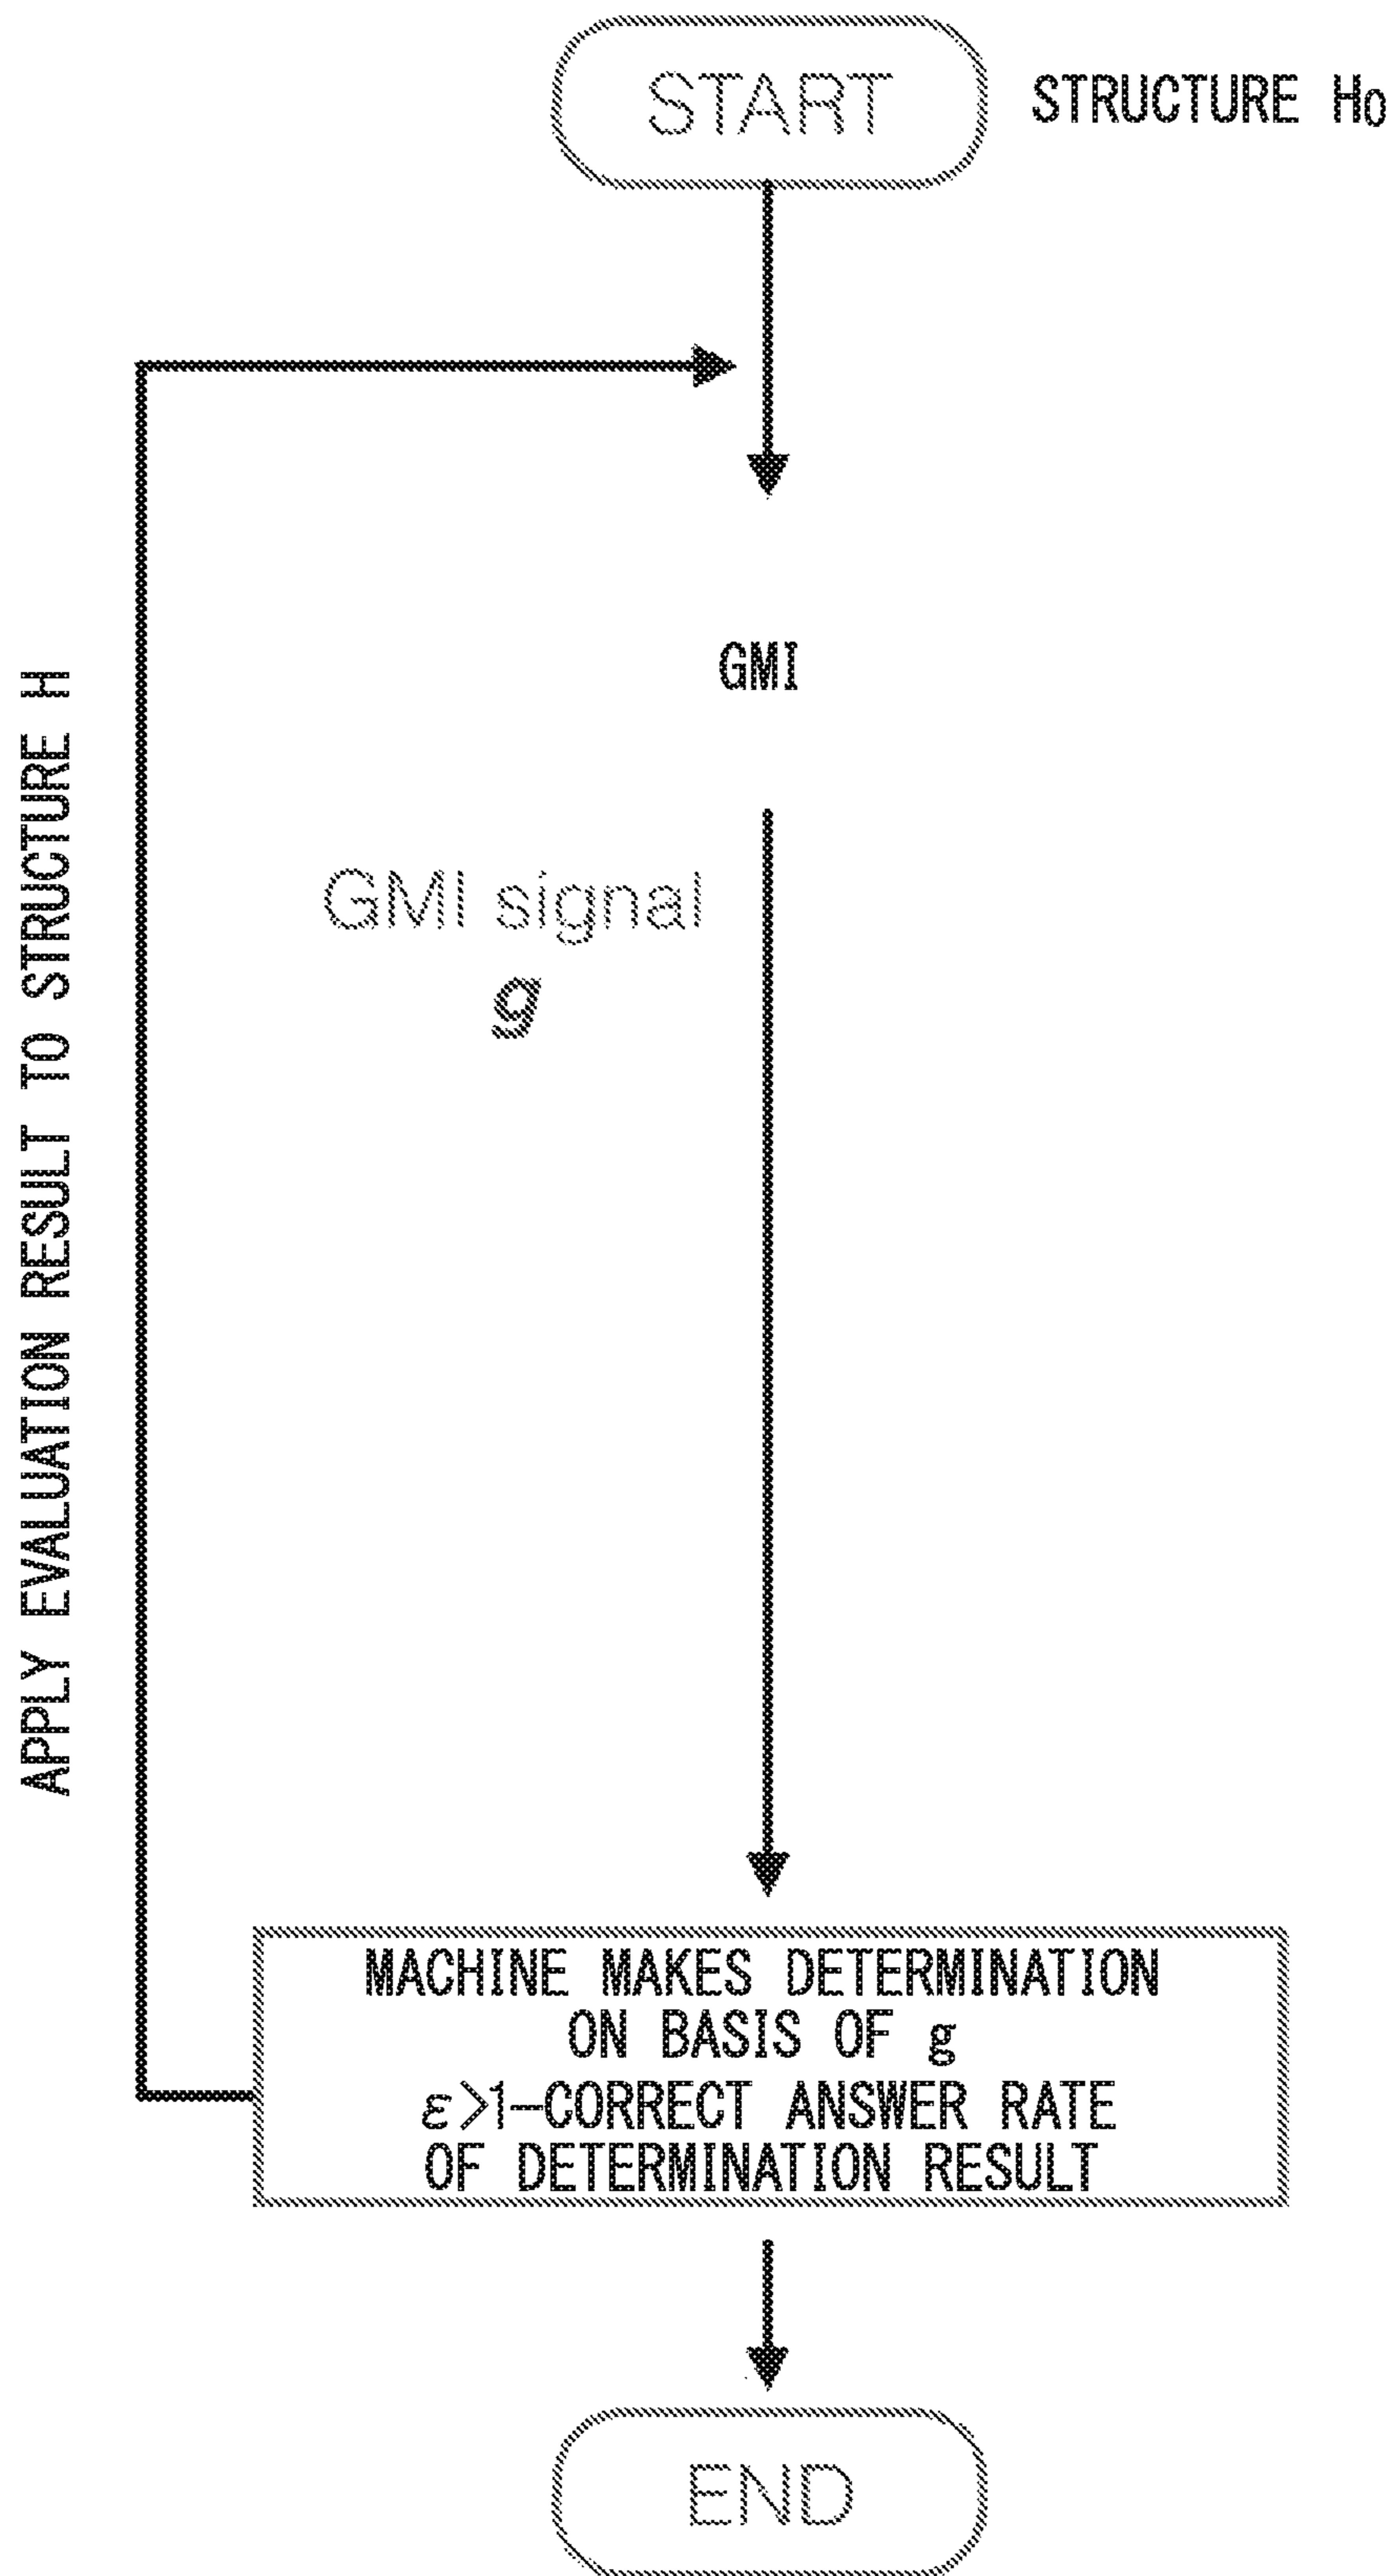 START
STRUCTURE H0
GMI
GMI signal
g
APPLY EVALUATION RESULT TO STRUCTURE H
MACHINE MAKES DETERMINATION
ON BASIS OF g
ε>1-CORRECT ANSWER RATE
OF DETERMINATION RESULT
END